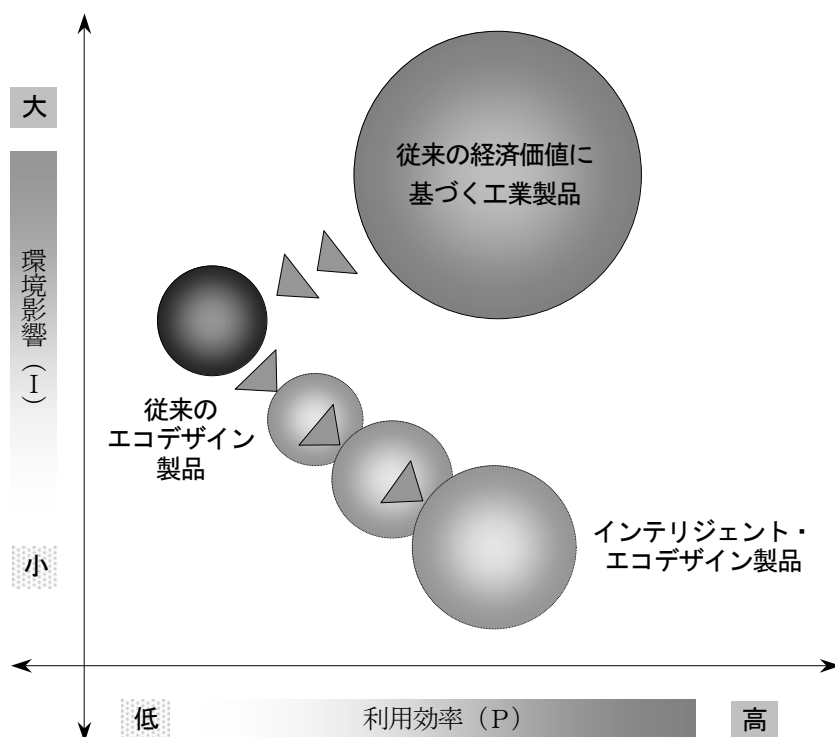 大
従来の経済価値に
基づく工業製品
環境影響（Ｉ）
従来の
エコデザイン
製品
インテリジェント・
エコデザイン製品
小
低
利用効率（Ｐ）
高